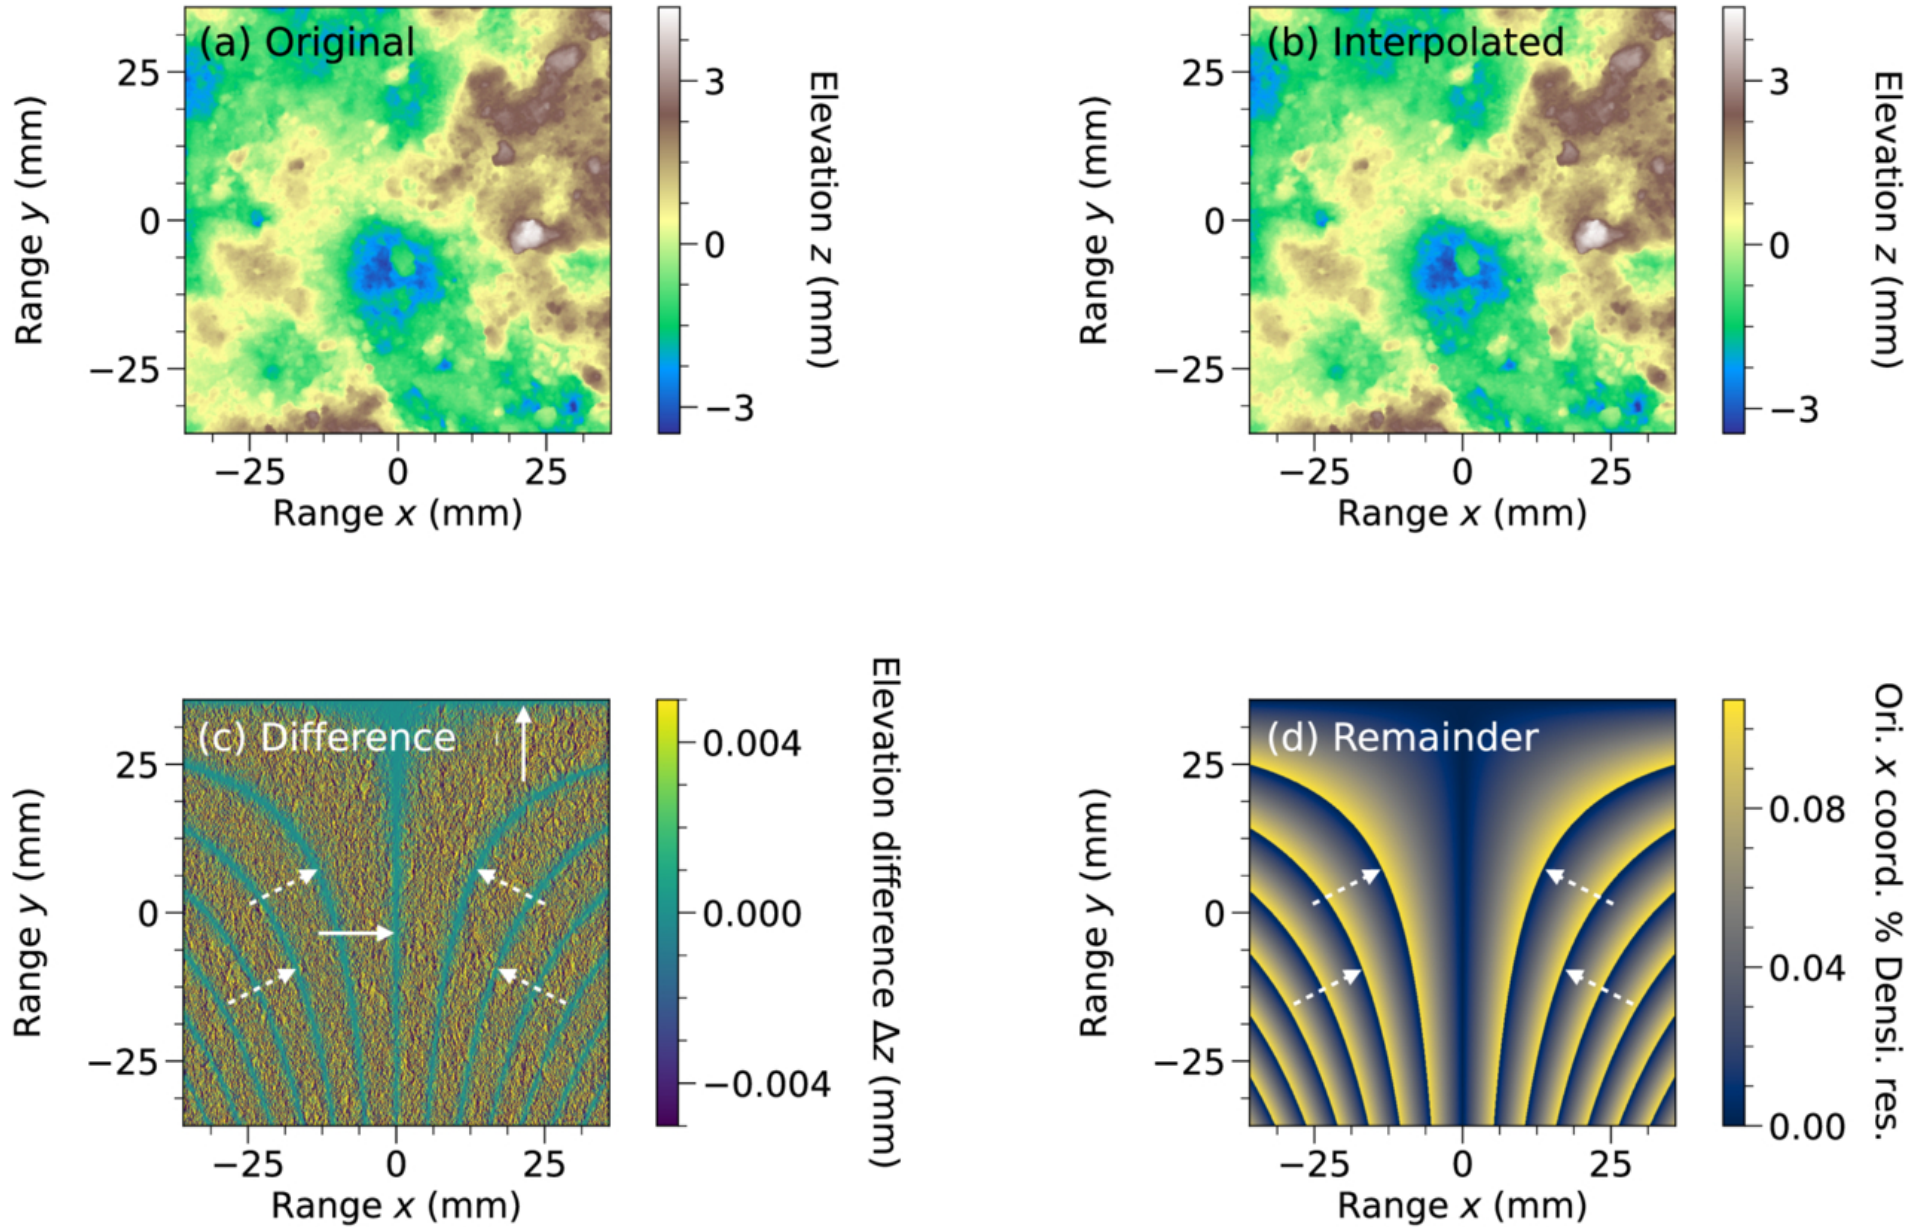 (a) Original
25
0
−25
−25
0
25
Range x (mm)
Range y (mm)
3
0
−3
Elevation z (mm)
(b) Interpolated
25
0
−25
−25
0
25
Range x (mm)
Range y (mm)
3
0
−3
Elevation z (mm)
(c) Difference
25
0
−25
−25
0
25
Range x (mm)
Range y (mm)
0.004
0.000
−0.004
Elevation difference Δz (mm)
(d) Remainder
25
0
−25
−25
0
25
Range x (mm)
Range y (mm)
0.08
0.04
0.00
Ori. x coord. % Densi. res.